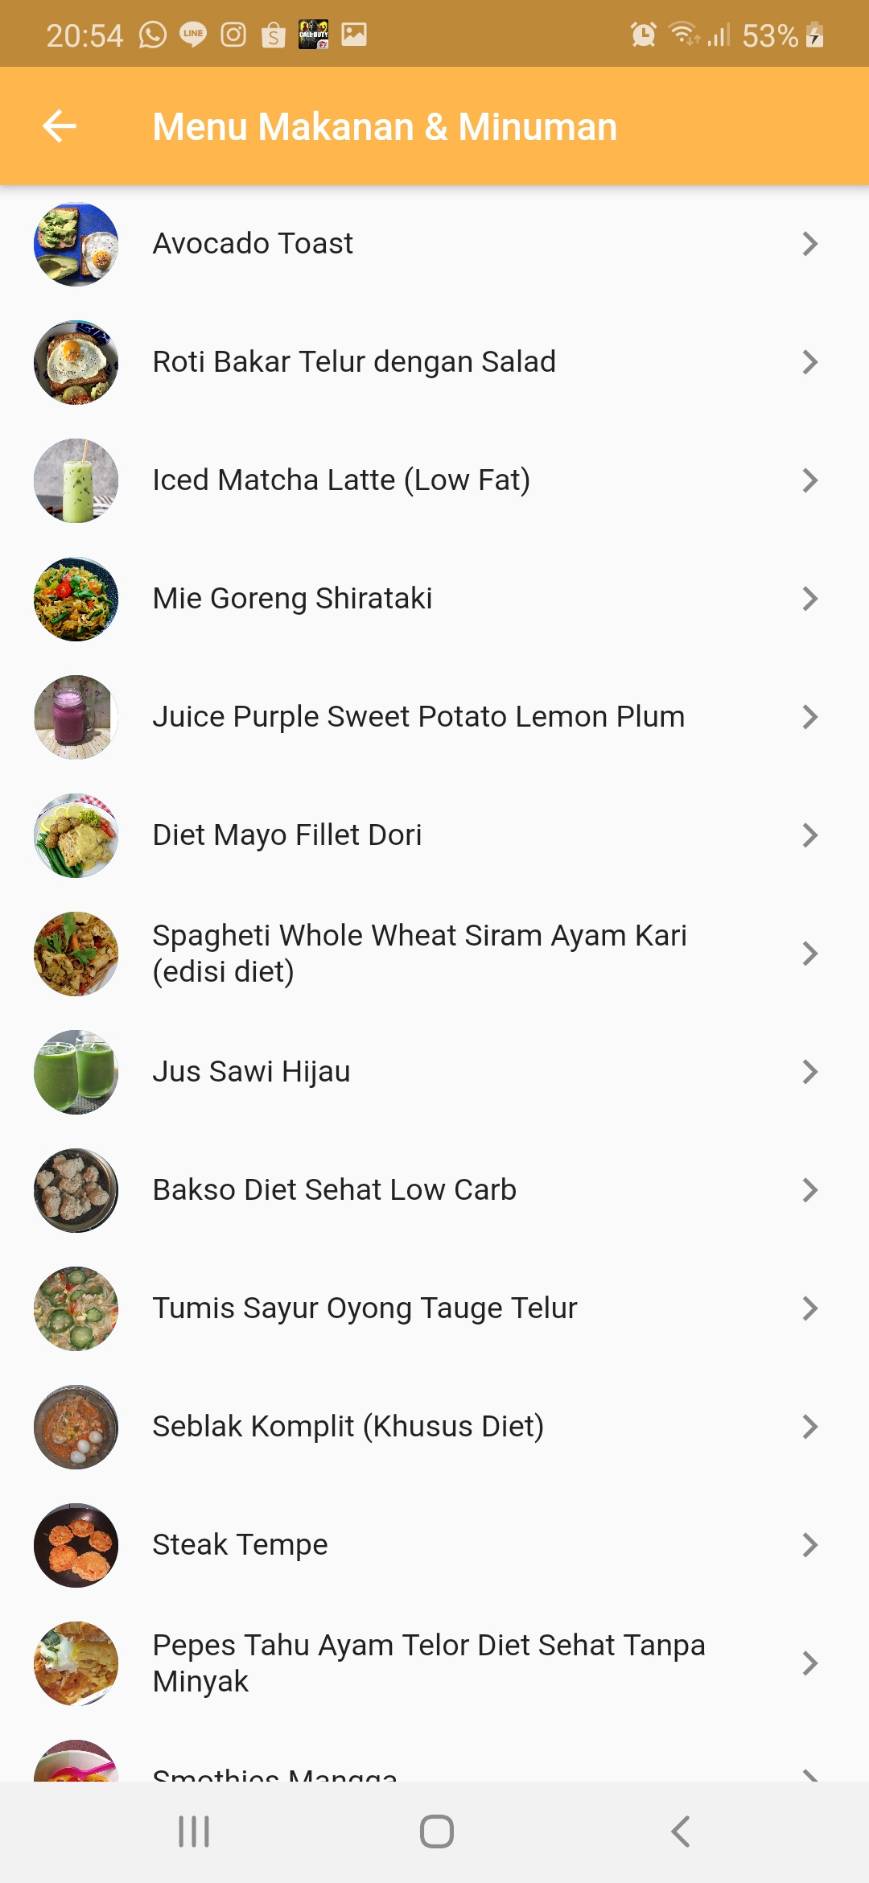 20:54
LINE
CALL•DUTY
53%
Menu Makanan & Minuman
Avocado Toast
Roti Bakar Telur dengan Salad
Iced Matcha Latte (Low Fat)
Mie Goreng Shirataki
Juice Purple Sweet Potato Lemon Plum
Diet Mayo Fillet Dori
Spagheti Whole Wheat Siram Ayam Kari
(edisi diet)
Jus Sawi Hijau
Bakso Diet Sehat Low Carb
Tumis Sayur Oyong Tauge Telur
Seblak Komplit (Khusus Diet)
Steak Tempe
Pepes Tahu Ayam Telor Diet Sehat Tanpa
Minyak
Smothies Mangga